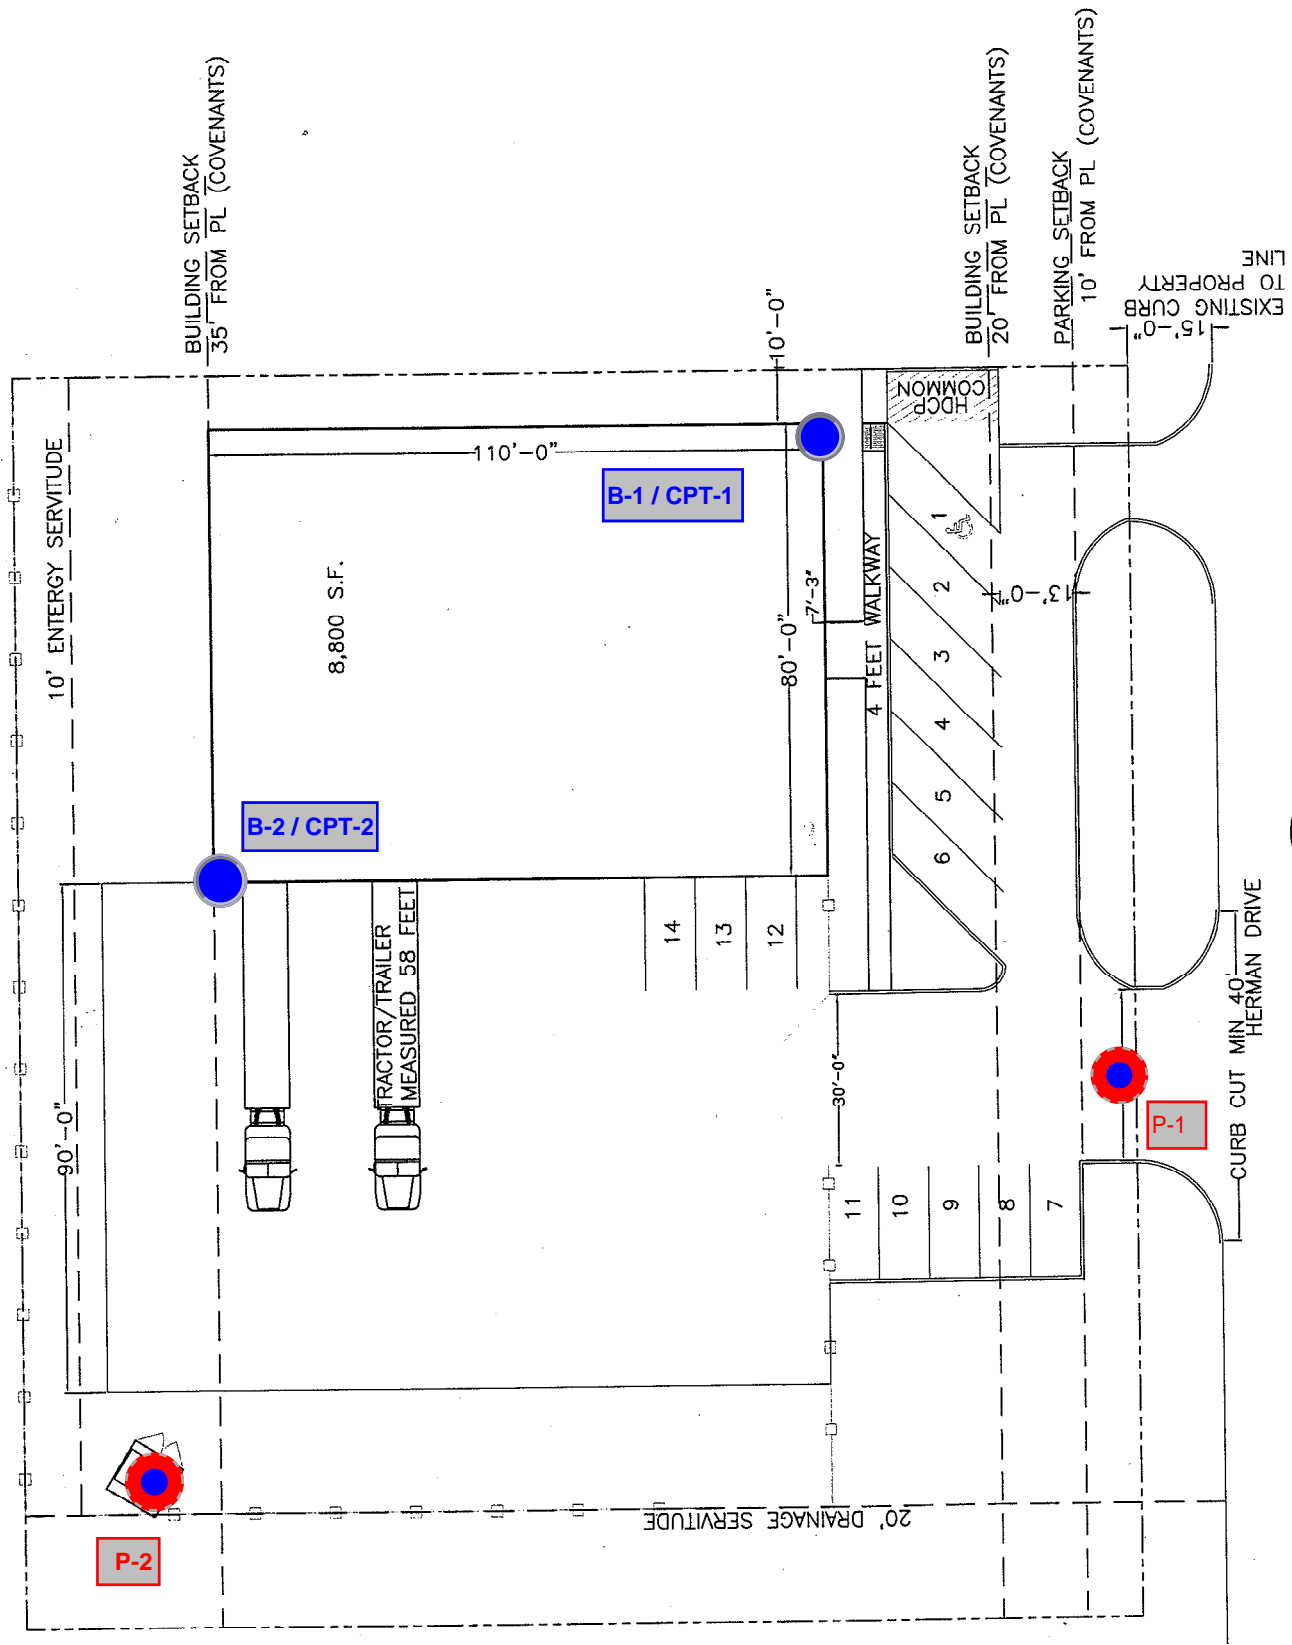 BUILDING SETBACK
35' FROM PL (COVENANTS)
BUILDING SETBACK
20' FROM PL (COVENANTS)
PARKING SETBACK
10' FROM PL (COVENANTS)
EXISTING CURB
TO PROPERTY
LINE
15'-0"
10'-0"
10' ENTERGY SERVITUDE
110'-0"
B-1 / CPT-1
8,800 S.F.
HDCP
COMMON
7'-3"
80'-0"
4 FEET WALKWAY
13'-0"
1
2
3
4
5
6
B-2 / CPT-2
TRACTOR/TRAILER
MEASURED 58 FEET
14
13
12
90'-0"
30'-0"
11
10
9
8
7
P-1
CURB CUT MIN 40'
HERMAN DRIVE
P-2
20' DRAINAGE SERVITUDE